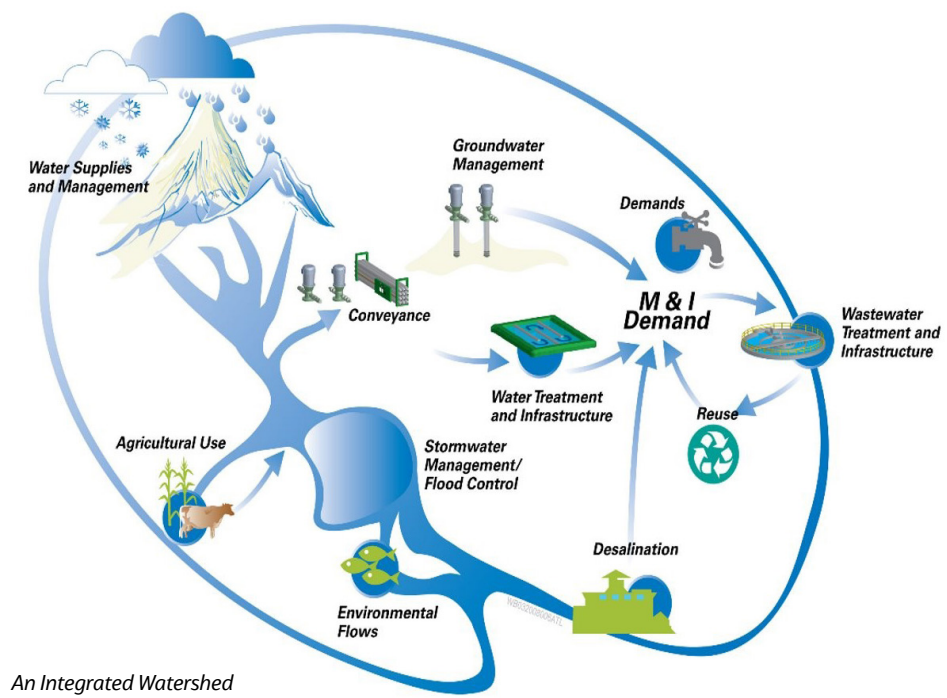 Water Supplies
and Management
Groundwater
Management
Demands
Conveyance
M & I
Demand
Wastewater
Treatment and
Infrastructure
Water Treatment
and Infrastructure
Reuse
Agricultural Use
Stormwater
Management/
Flood Control
Desalination
Environmental
Flows
An Integrated Watershed